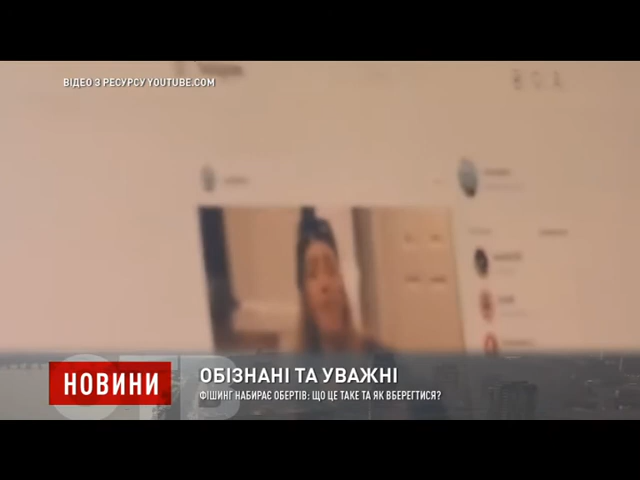 ВІДЕО З РЕСУРСУ YOUTUBE.COM
НОВИНИ
ОБІЗНАНІ ТА УВАЖНІ
ФІШИНГ НАБИРАЄ ОБЕРТІВ: ЩО ЦЕ ТАКЕ ТА ЯК ВБЕРЕГТИСЯ?